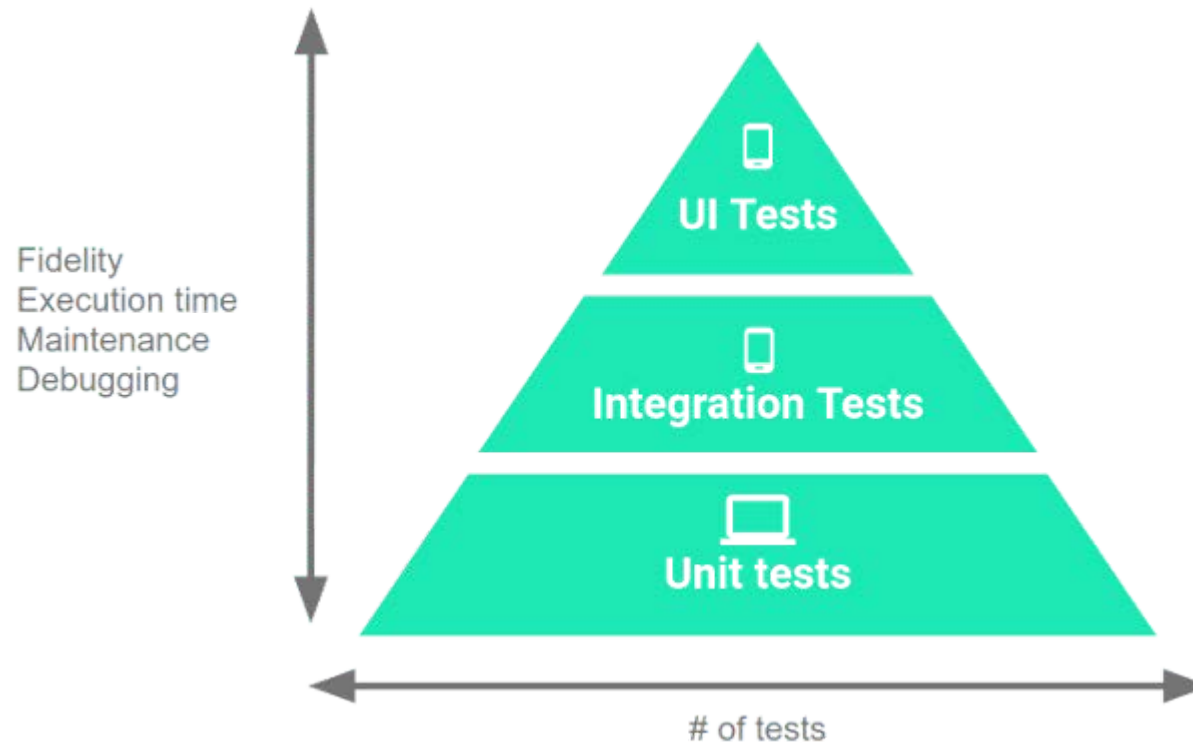 UI Tests
Fidelity
Execution time
Maintenance
Debugging
Integration Tests
Unit tests
# of tests